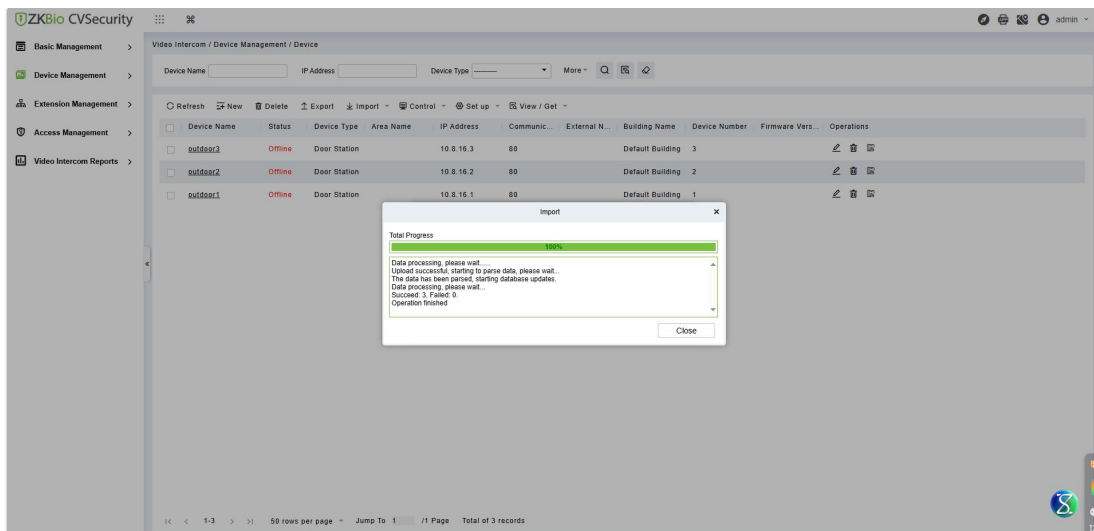 ZKBio CVSecurity
admin
Basic Management
Device Management
Extension Management
Access Management
Video Intercom Reports
Video Intercom / Device Management / Device
Device Name IP Address Device Type --------- More
Refresh New Delete Export Import Control Set up View / Get
Device Name Status Device Type Area Name IP Address Communic... External N... Building Name Device Number Firmware Vers... Operations
outdoor3 Offline Door Station 10.8.16.3 80 Default Building 3
outdoor2 Offline Door Station 10.8.16.2 80 Default Building 2
outdoor1 Offline Door Station 10.8.16.1 80 Default Building 1
Import
Total Progress
100%
Data processing, please wait......
Upload successful, starting to parse data, please wait...
The data has been parsed, starting database updates.
Data processing, please wait...
Succeed: 3, Failed: 0.
Operation finished
Close
1-3 50 rows per page Jump To 1 /1 Page Total of 3 records